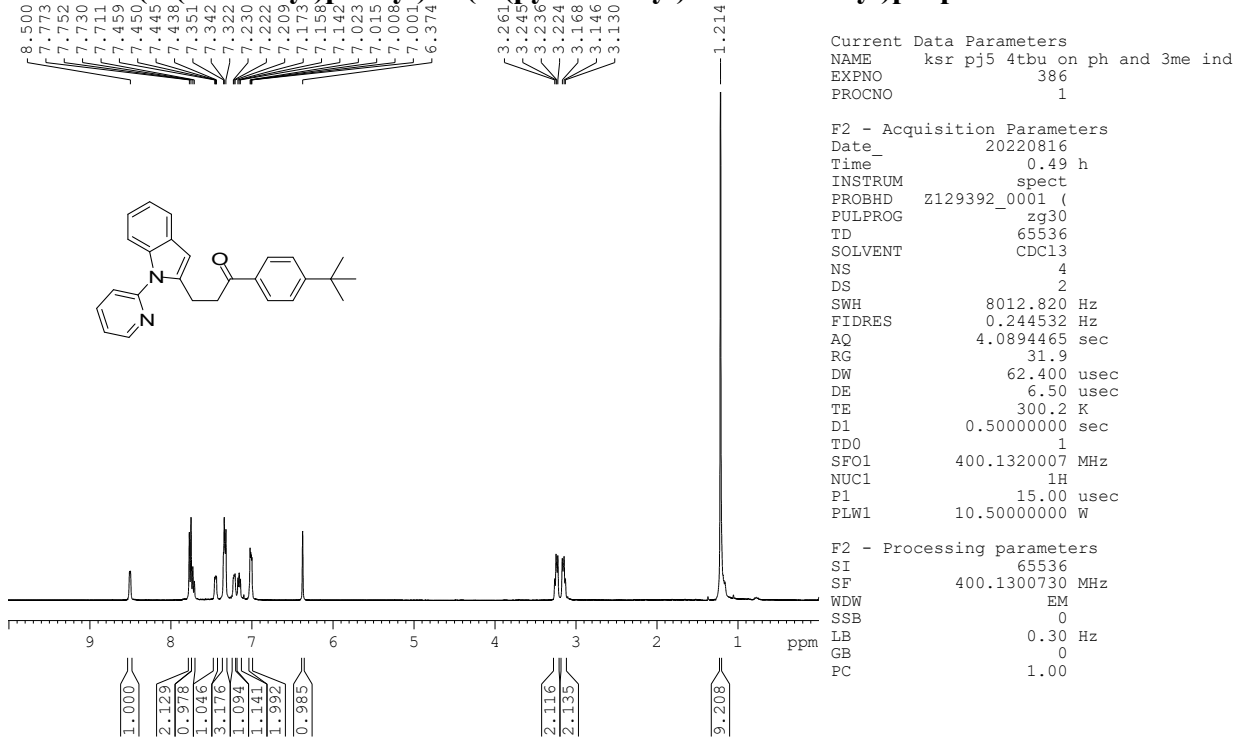 8.500
7.773
7.752
7.730
7.711
7.459
7.450
7.445
7.438
7.351
7.342
7.322
7.230
7.222
7.209
7.173
7.158
7.142
7.023
7.015
7.008
7.001
6.374
3.261
3.245
3.236
3.224
3.168
3.146
3.130
1.214
O
N
N
9 8 7 6 5 4 3 2 1 ppm
1.000
2.129
0.978
1.046
3.176
1.094
1.141
1.992
0.985
2.116
2.135
9.208
Current Data Parameters
NAME ksr pj5 4tbu on ph and 3me ind
EXPNO 386
PROCNO 1
F2 - Acquisition Parameters
Date_ 20220816
Time 0.49 h
INSTRUM spect
PROBHD Z129392_0001 (
PULPROG zg30
TD 65536
SOLVENT CDCl3
NS 4
DS 2
SWH 8012.820 Hz
FIDRES 0.244532 Hz
AQ 4.0894465 sec
RG 31.9
DW 62.400 usec
DE 6.50 usec
TE 300.2 K
D1 0.50000000 sec
TD0 1
SFO1 400.1320007 MHz
NUC1 1H
P1 15.00 usec
PLW1 10.50000000 W
F2 - Processing parameters
SI 65536
SF 400.1300730 MHz
WDW EM
SSB 0
LB 0.30 Hz
GB 0
PC 1.00